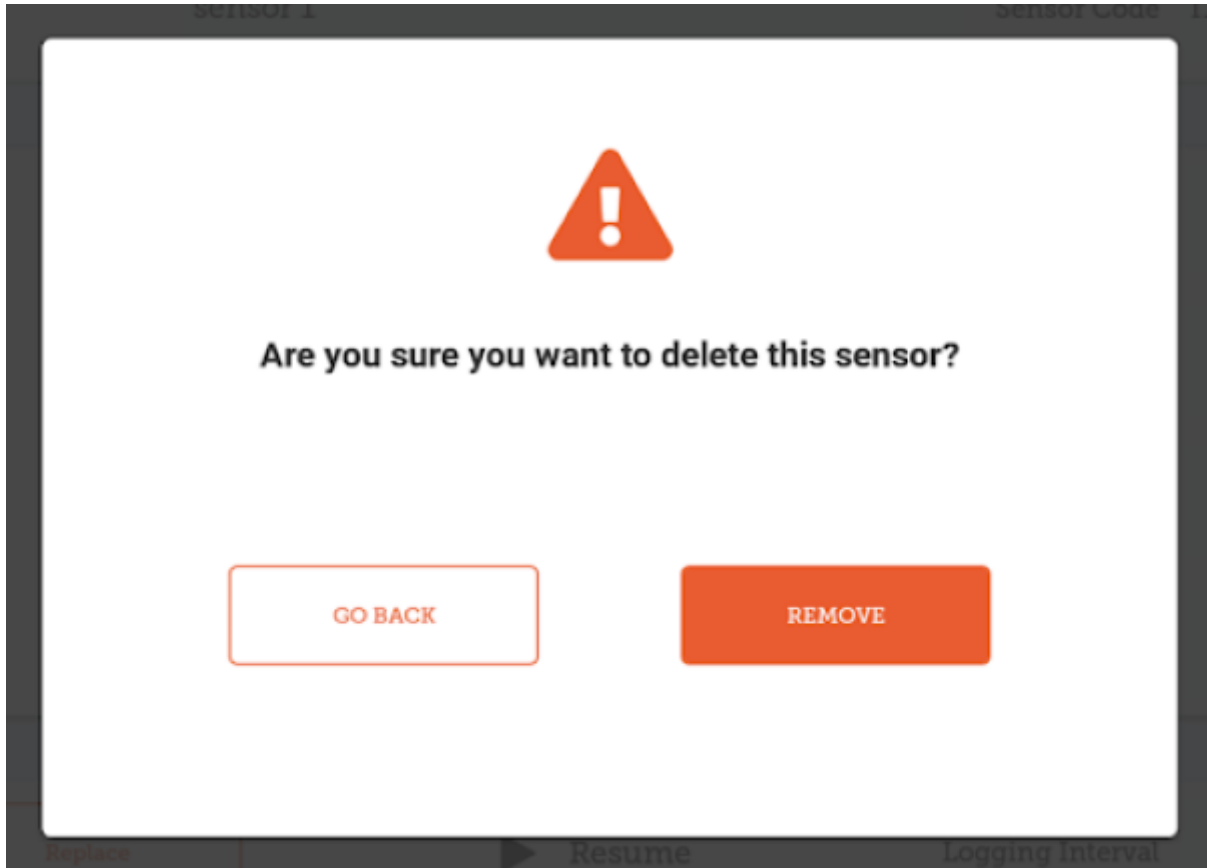 sensor 1
Sensor Code
Are you sure you want to delete this sensor?
GO BACK
REMOVE
Replace
Resume
Logging Interval